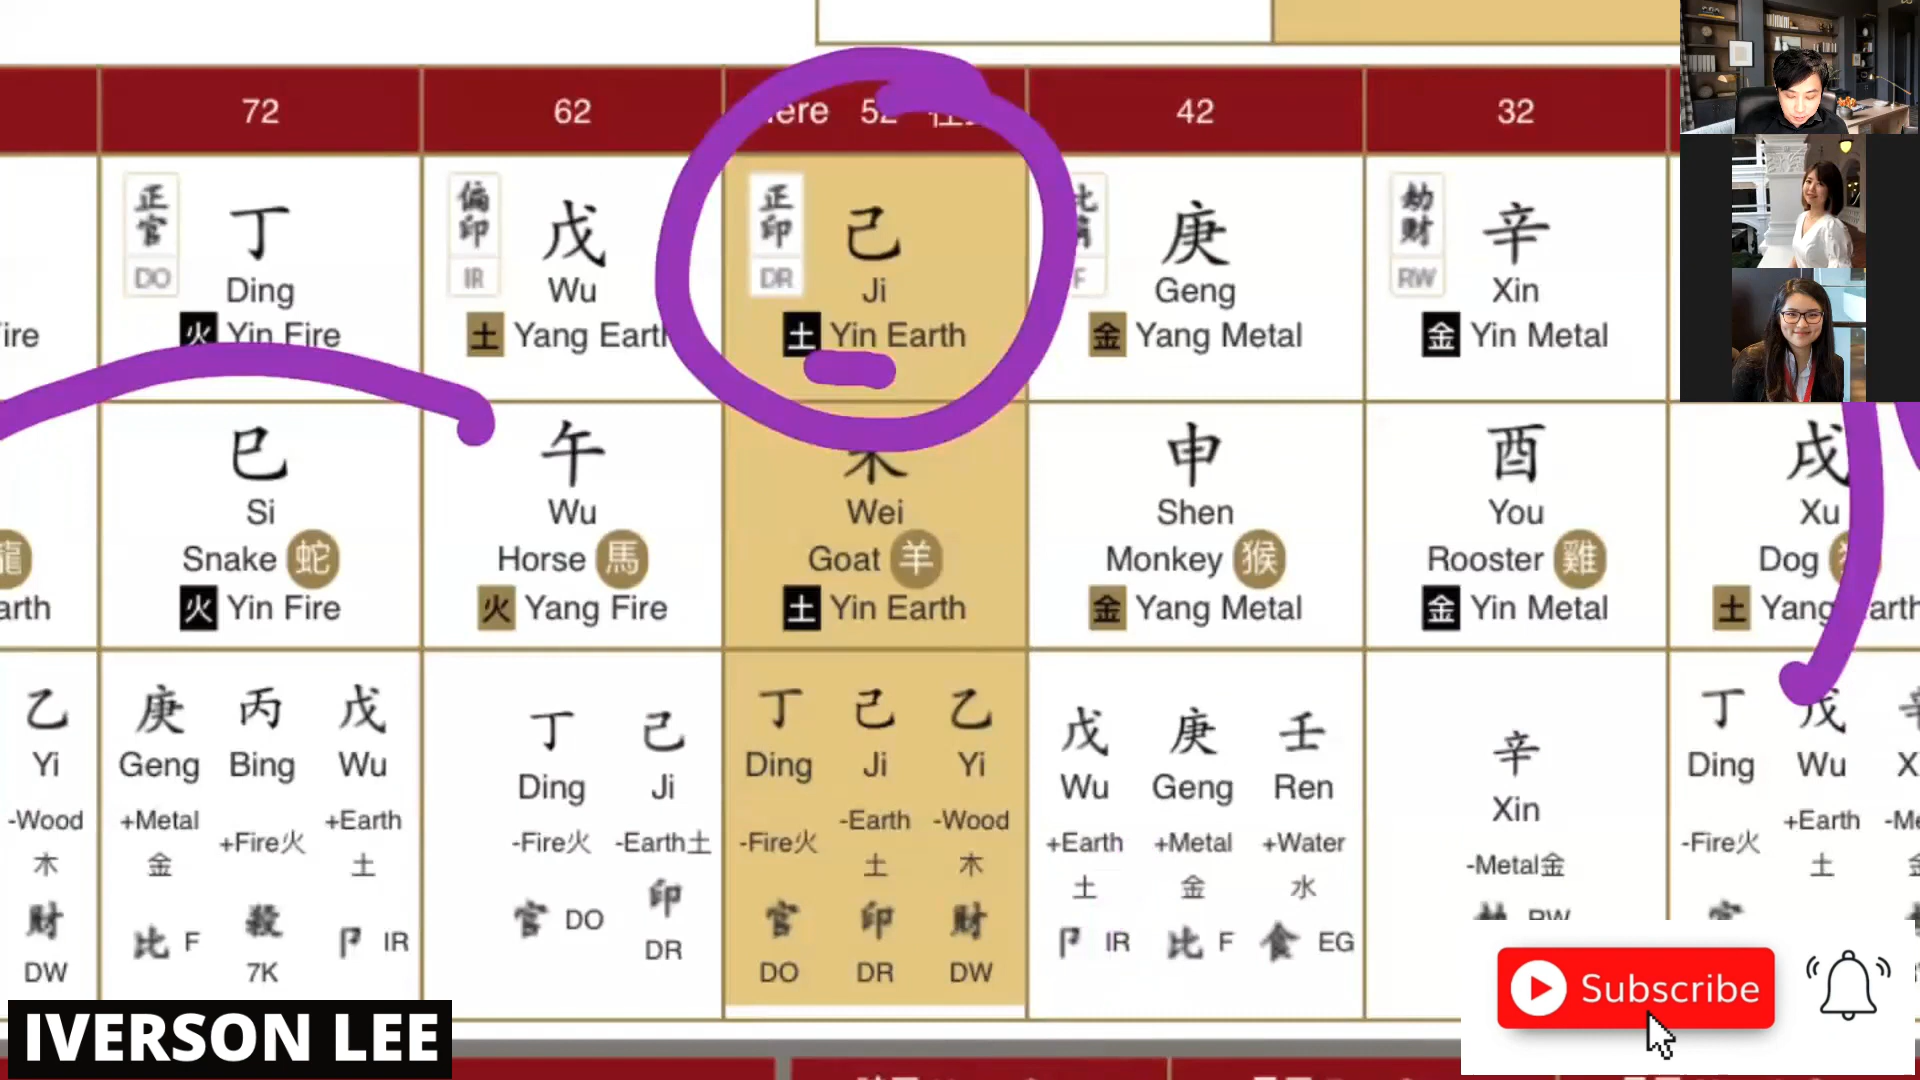 72 62 52 42 32
正官 DO 丁 偏印 IR 戊 正印 DR 己 庚 劫财 RW 辛
Ding Wu Ji Geng Xin
火 Yin Fire 土 Yang Earth 土 Yin Earth 金 Yang Metal 金 Yin Metal
巳 午 未 申 酉 戌
Si Wu Wei Shen You Xu
龍 Snake 蛇 Horse 馬 Goat 羊 Monkey 猴 Rooster 雞 Dog
火 Yin Fire 火 Yang Fire 土 Yin Earth 金 Yang Metal 金 Yin Metal 土
乙 庚 丙 戊 丁 己 丁 己 乙 戊 庚 壬 辛 丁 戊
Yi Geng Bing Wu Ding Ji Ding Ji Yi Wu Geng Ren Xin Ding Wu
-Wood +Metal +Fire火 +Earth -Fire火 -Earth土 -Fire火 -Earth -Wood +Earth +Metal +Water -Metal金 -Fire火 +Earth
木 金 土 土 木 土 金 水 土
財 比 F 殺 IR 官 DO 印 官 印 財 IR 比 F 食 EG RW
DW 7K DR DO DR DW
IVERSON LEE
Subscribe